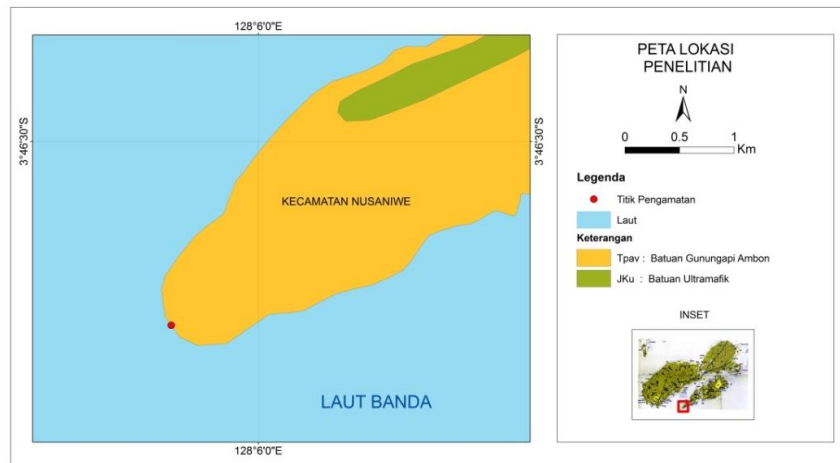 128°6'0"E
3°46'30"S
3°46'30"S
KECAMATAN NUSANIWE
LAUT BANDA
128°6'0"E
PETA LOKASI
PENELITIAN
N
0 0.5 1
Km
Legenda
Titik Pengamatan
Laut
Keterangan
Tpav : Batuan Gunungapi Ambon
JKu : Batuan Ultramafik
INSET